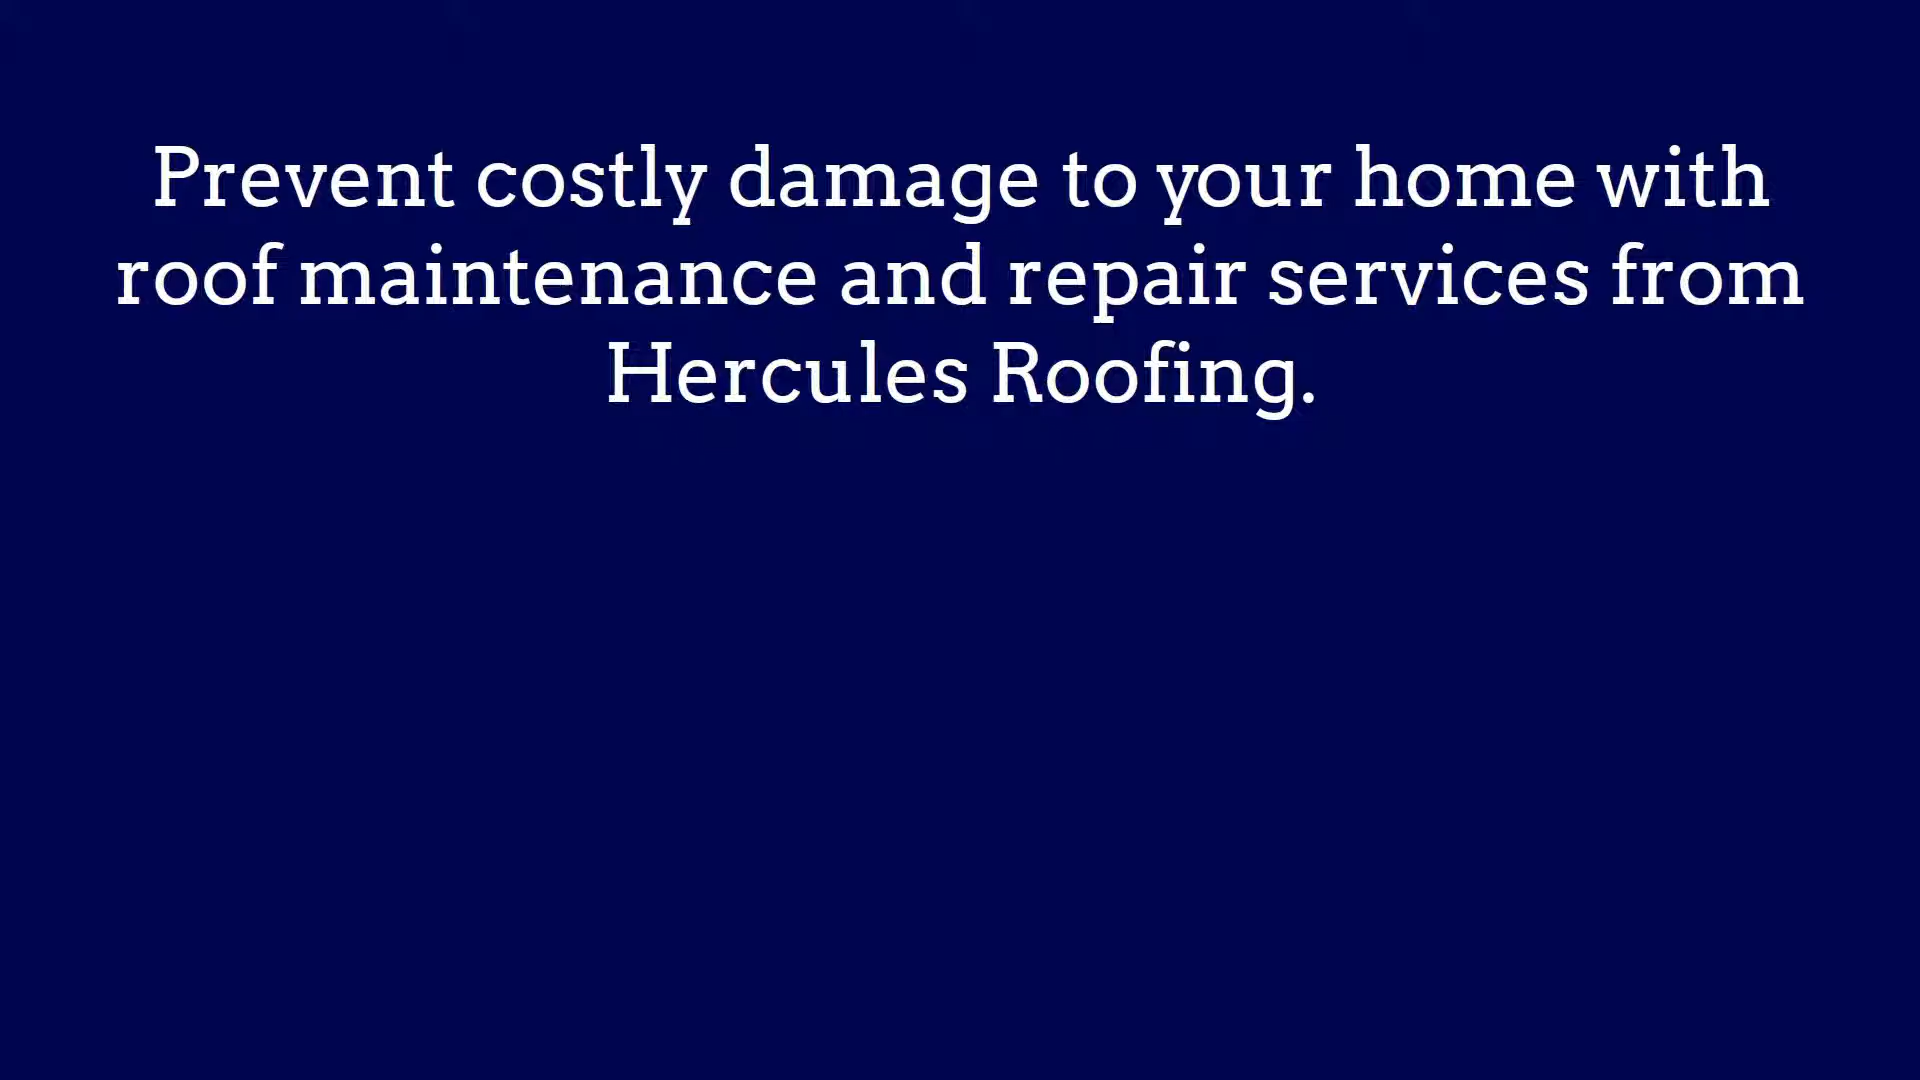 Prevent costly damage to your home with
roof maintenance and repair services from
Hercules Roofing.